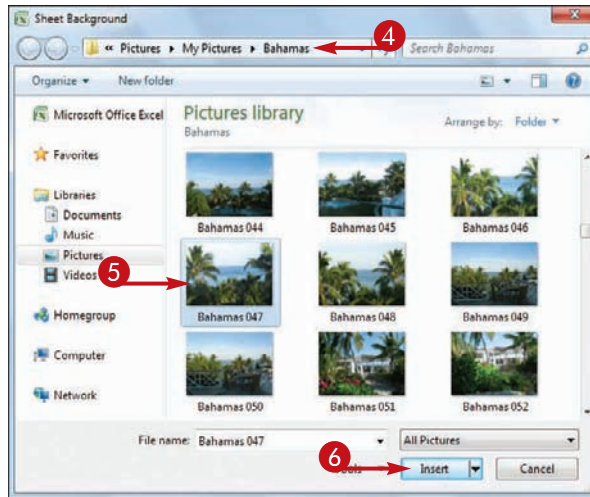 Sheet Background
4
« Pictures ▸ My Pictures ▸ Bahamas
Search Bahamas
Organize
New folder
Microsoft Office Excel
Favorites
Libraries
Documents
Music
Pictures
Videos
Homegroup
Computer
Network
Pictures library
Bahamas
Arrange by: Folder
Bahamas 044 Bahamas 045 Bahamas 046
5
Bahamas 047 Bahamas 048 Bahamas 049
Bahamas 050 Bahamas 051 Bahamas 052
File name: Bahamas 047
All Pictures
6
Insert
Cancel